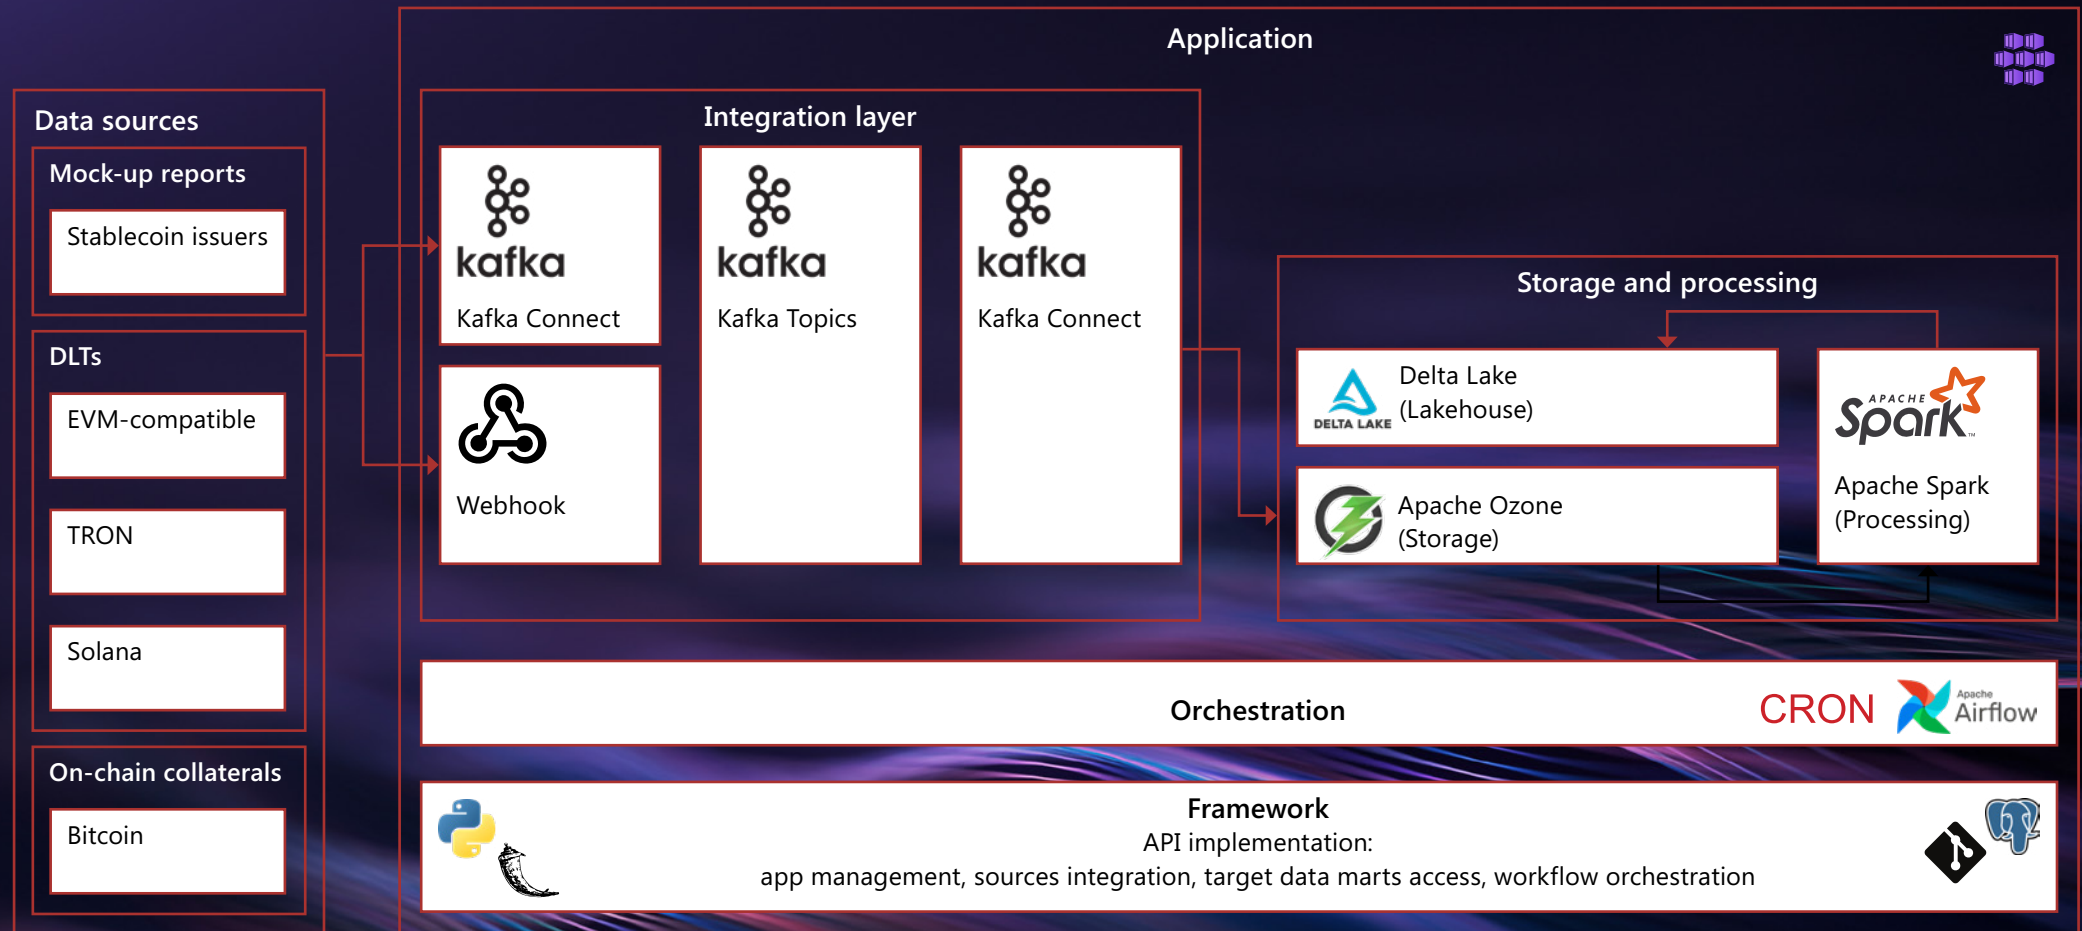 Application
Data sources
Mock-up reports
Stablecoin issuers
DLTs
EVM-compatible
TRON
Solana
On-chain collaterals
Bitcoin
Integration layer
kafka
Kafka Connect
kafka
Kafka Topics
kafka
Kafka Connect
Webhook
Storage and processing
DELTA LAKE
Delta Lake
(Lakehouse)
Apache Ozone
(Storage)
APACHE
Spark
TM
Apache Spark
(Processing)
Orchestration
CRON
Apache
Airflow
Framework
API implementation:
app management, sources integration, target data marts access, workflow orchestration